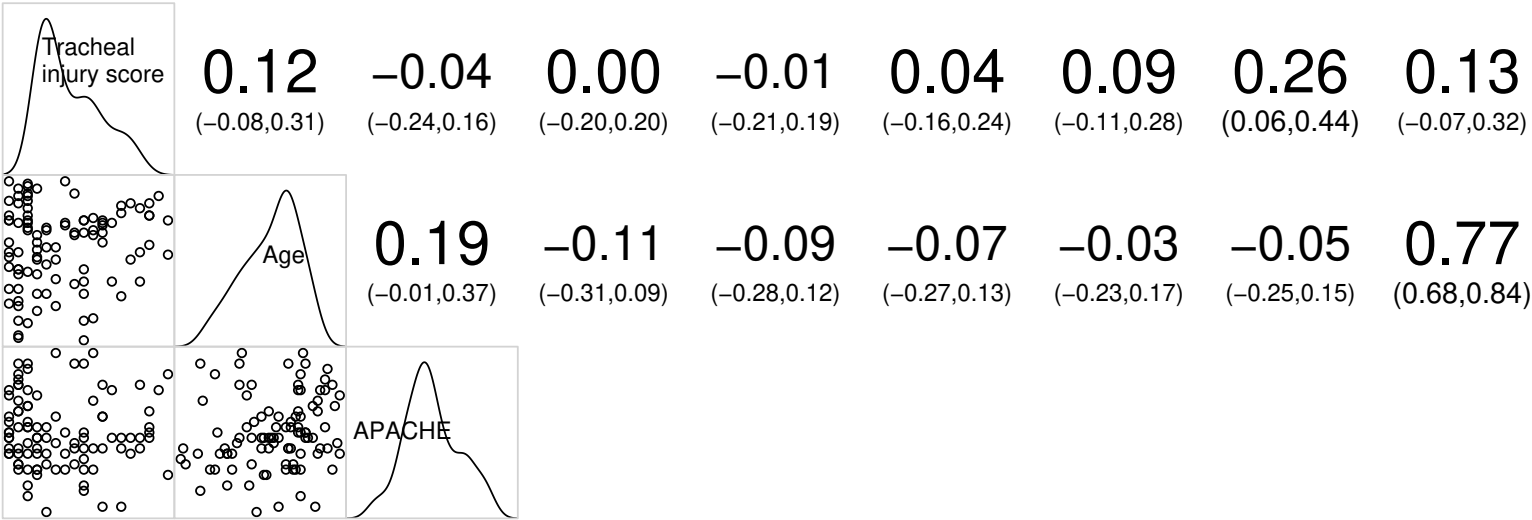 Tracheal
injury score
0.12 −0.04 0.00 −0.01 0.04 0.09 0.26 0.13
(−0.08,0.31) (−0.24,0.16) (−0.20,0.20) (−0.21,0.19) (−0.16,0.24) (−0.11,0.28) (0.06,0.44) (−0.07,0.32)
Age
0.19 −0.11 −0.09 −0.07 −0.03 −0.05 0.77
(−0.01,0.37) (−0.31,0.09) (−0.28,0.12) (−0.27,0.13) (−0.23,0.17) (−0.25,0.15) (0.68,0.84)
APACHE